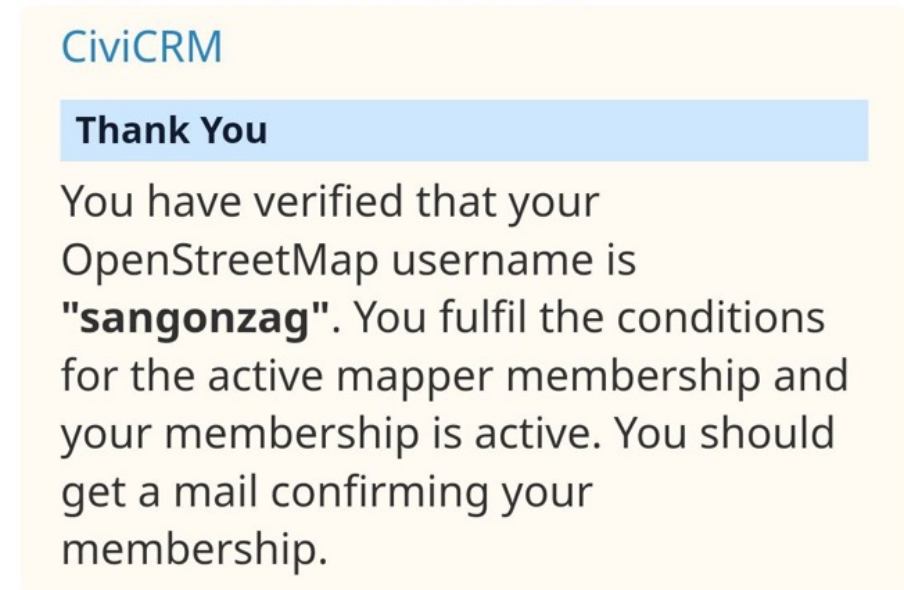 CiviCRM
Thank You
You have verified that your
OpenStreetMap username is
"sangonzag". You fulfil the conditions
for the active mapper membership and
your membership is active. You should
get a mail confirming your
membership.